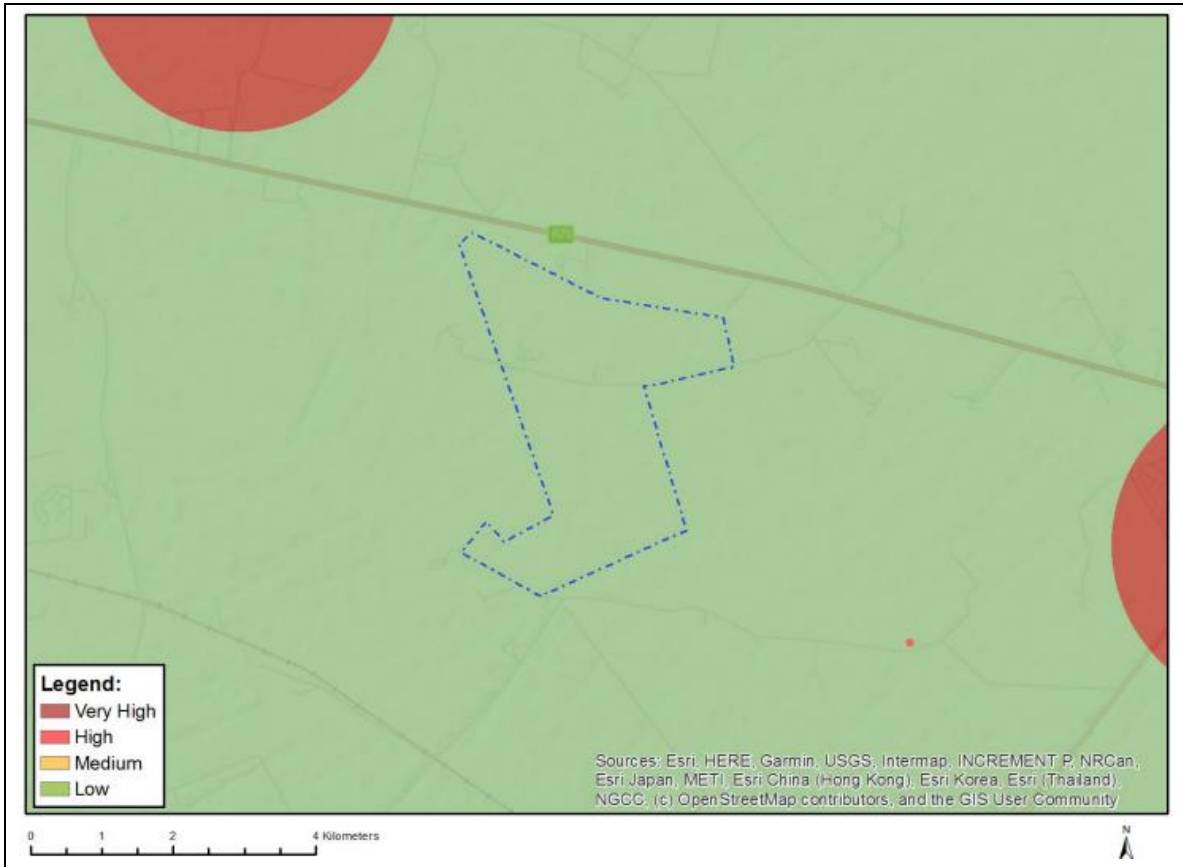 Legend:
Very High
High
Medium
Low
Sources: Esri, HERE, Garmin, USGS, Intermap, INCREMENT P, NRCan,
Esri Japan, METI, Esri China (Hong Kong), Esri Korea, Esri (Thailand),
NGCC, (c) OpenStreetMap contributors, and the GIS User Community
0 1 2 4 Kilometers
N